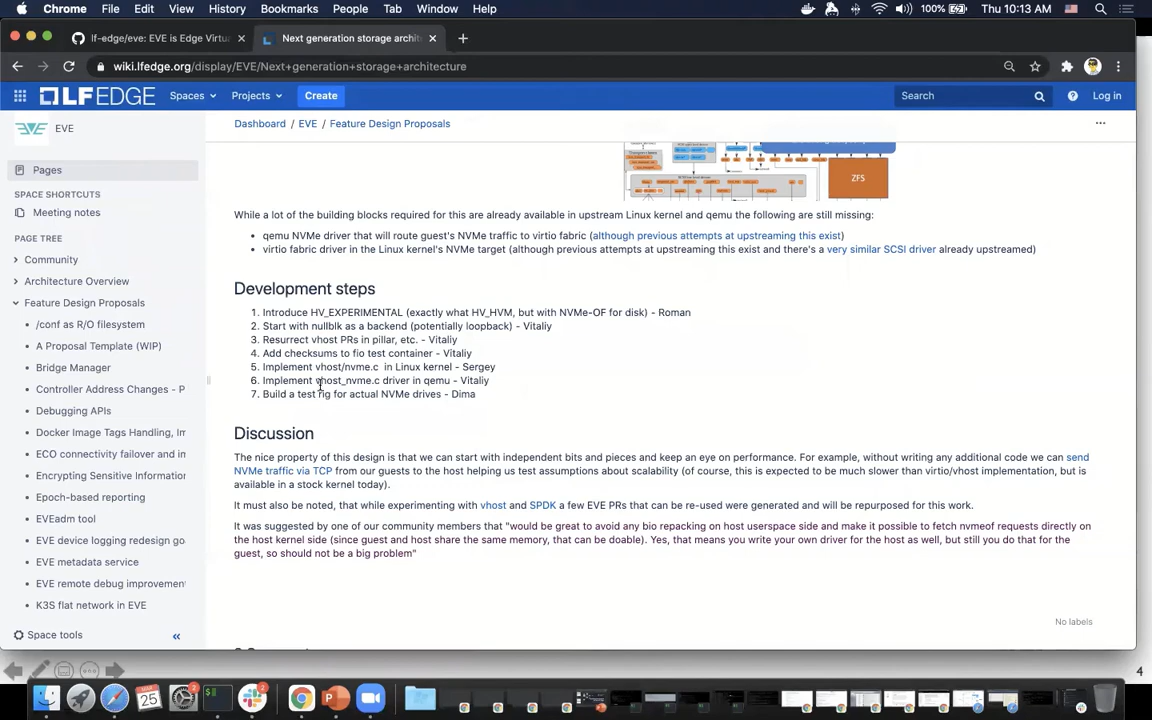 Chrome File Edit View History Bookmarks People Tab Window Help 100% Thu 10:13 AM
lf-edge/eve: EVE is Edge Virtu Next generation storage archit
wiki.lfedge.org/display/EVE/Next+generation+storage+architecture
LFEDGE Spaces Projects Create Search Log in
EVE
Pages
SPACE SHORTCUTS
Meeting notes
PAGE TREE
Community
Architecture Overview
Feature Design Proposals
/conf as R/O filesystem
A Proposal Template (WIP)
Bridge Manager
Controller Address Changes - P
Debugging APIs
Docker Image Tags Handling, Im
ECO connectivity failover and in
Encrypting Sensitive Information
Epoch-based reporting
EVEadm tool
EVE device logging redesign go
EVE metadata service
EVE remote debug improvement
K3S flat network in EVE
Space tools «
Dashboard / EVE / Feature Design Proposals
ZFS
While a lot of the building blocks required for this are already available in upstream Linux kernel and qemu the following are still missing:
• qemu NVMe driver that will route guest's NVMe traffic to virtio fabric (although previous attempts at upstreaming this exist)
• virtio fabric driver in the Linux kernel's NVMe target (although previous attempts at upstreaming this exist and there's a very similar SCSI driver already upstreamed)
Development steps
1. Introduce HV_EXPERIMENTAL (exactly what HV_HVM, but with NVMe-OF for disk) - Roman
2. Start with nullblk as a backend (potentially loopback) - Vitaliy
3. Resurrect vhost PRs in pillar, etc. - Vitaliy
4. Add checksums to fio test container - Vitaliy
5. Implement vhost/nvme.c in Linux kernel - Sergey
6. Implement vhost_nvme.c driver in qemu - Vitaliy
7. Build a test rig for actual NVMe drives - Dima
Discussion
The nice property of this design is that we can start with independent bits and pieces and keep an eye on performance. For example, without writing any additional code we can send
NVMe traffic via TCP from our guests to the host helping us test assumptions about scalability (of course, this is expected to be much slower than virtio/vhost implementation, but is
available in a stock kernel today).
It must also be noted, that while experimenting with vhost and SPDK a few EVE PRs that can be re-used were generated and will be repurposed for this work.
It was suggested by one of our community members that "would be great to avoid any bio repacking on host userspace side and make it possible to fetch nvmeof requests directly on
the host kernel side (since guest and host share the same memory, that can be doable). Yes, that means you write your own driver for the host as well, but still you do that for the
guest, so should not be a big problem"
No labels
4